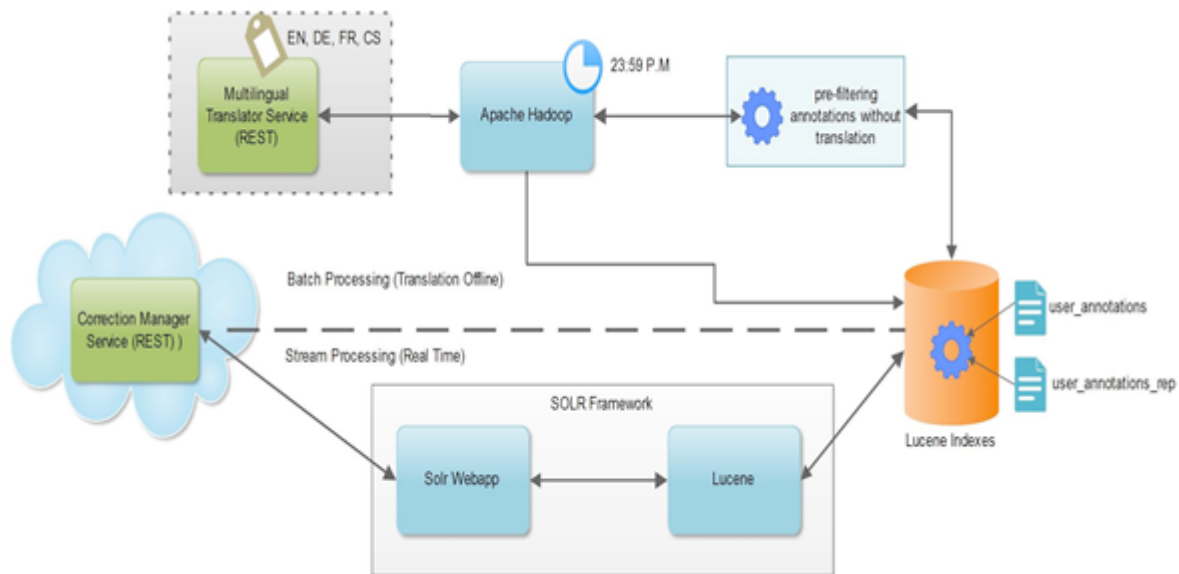 EN, DE, FR, CS
Multilingual
Translator Service
(REST)
Apache Hadoop
23:59 P.M
pre-filtering
annotations without
translation
Batch Processing (Translation Offline)
Correction Manager
Service (REST) )
Stream Processing (Real Time)
user_annotations
user_annotations_rep
Lucene Indexes
SOLR Framework
Solr Webapp
Lucene